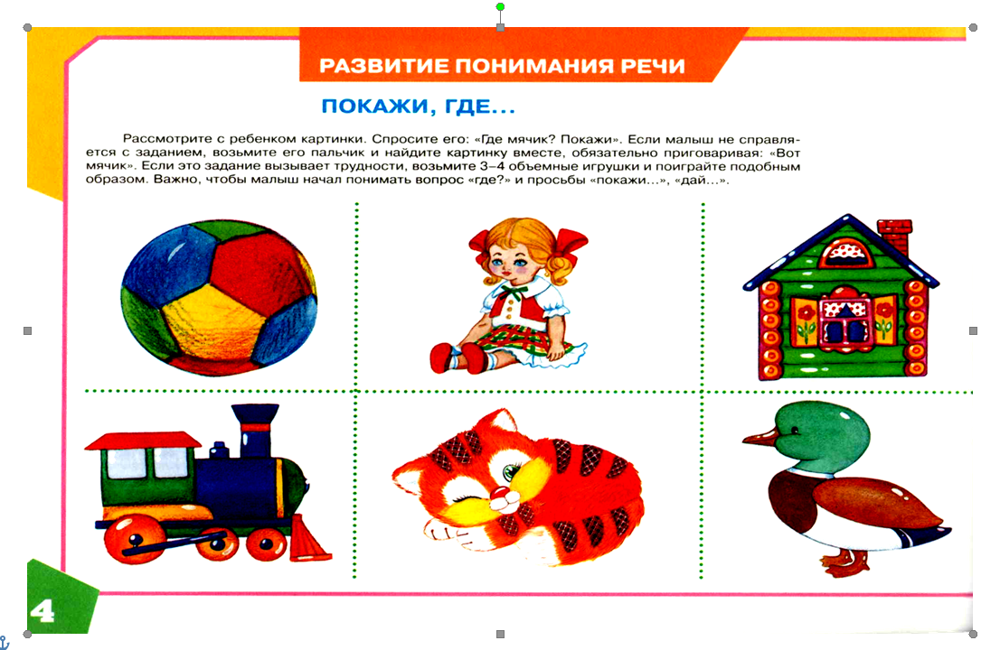 РАЗВИТИЕ ПОНИМАНИЯ РЕЧИ
ПОКАЖИ, ГДЕ...
Рассмотрите с ребенком картинки. Спросите его: «Где мячик? Покажи». Если малыш не справля-
ется с заданием, возьмите его пальчик и найдите картинку вместе, обязательно приговаривая: «Вот
мячик». Если это задание вызывает трудности, возьмите 3–4 объемные игрушки и поиграйте подобным
образом. Важно, чтобы малыш начал понимать вопрос «где?» и просьбы «покажи...», «дай...».
4